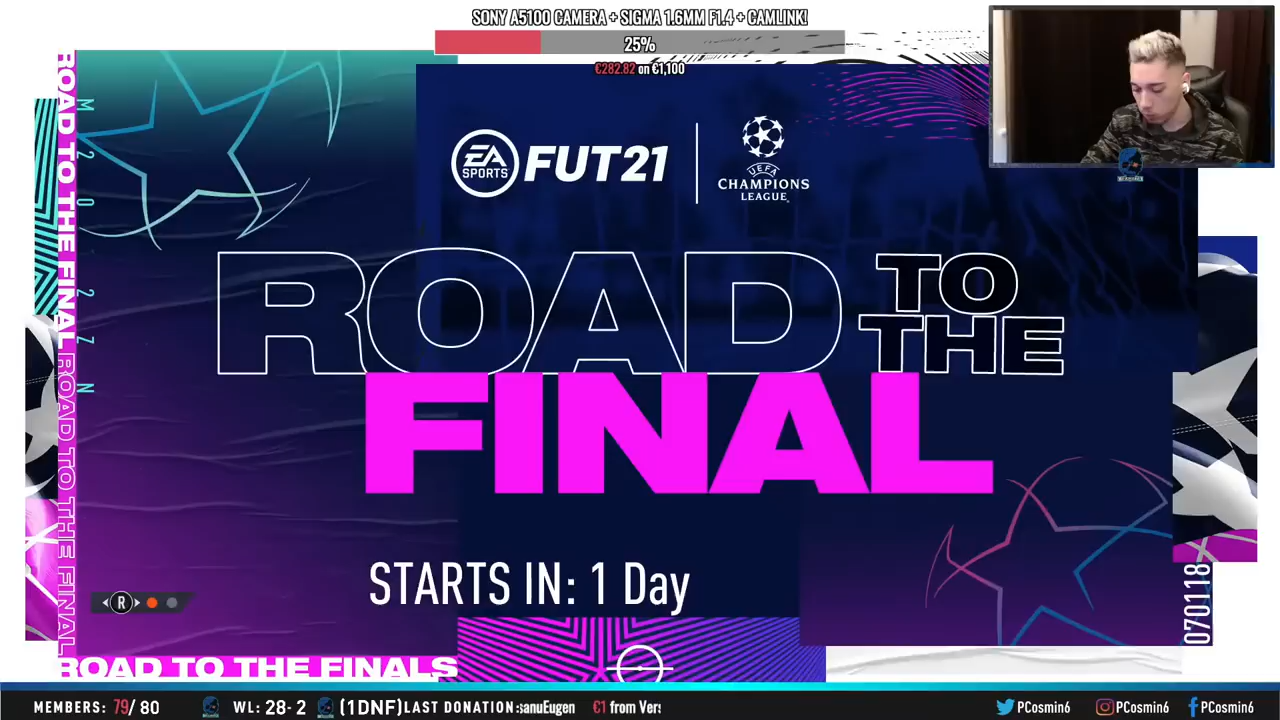 SONY A5100 CAMERA + SIGMA 1.6MM F1.4 + CAMLINK!
25%
€282.82 on €1,100
EA
SPORTS
FUT21
UEFA
CHAMPIONS
LEAGUE
ROAD
TO
THE
FINAL
STARTS IN: 1 Day
R
ROAD TO THE FINAL ROAD TO THE FINAL
070118
ROAD TO THE FINALS
MEMBERS: 79/ 80
WL: 28- 2
(1DNF)
LAST DONATION:
sanuEugen
€1 from Vers
PCosmin6
PCosmin6
PCosmin6